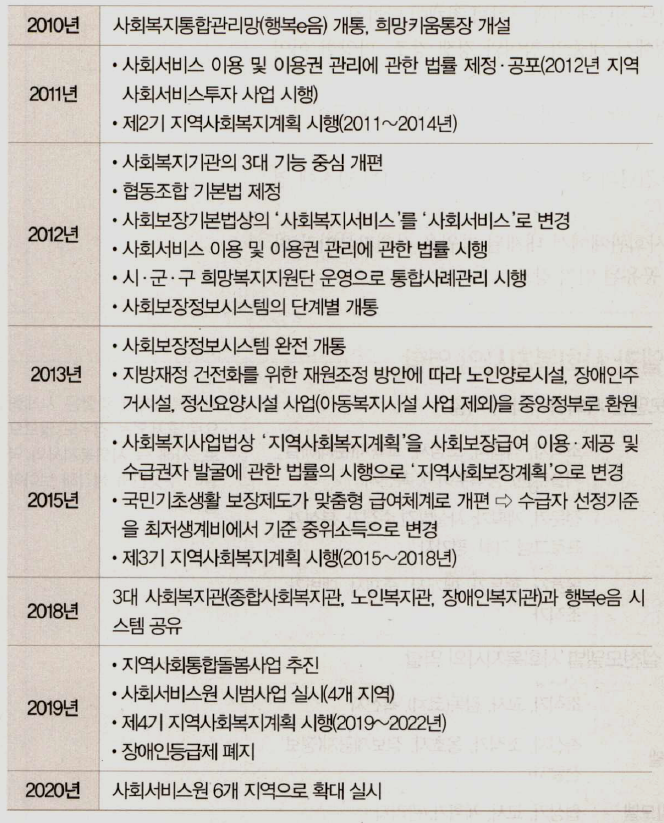 2010년 사회복지통합관리망(행복e음) 개통, 희망키움통장 개설
2011년
• 사회서비스 이용 및 이용권 관리에 관한 법률 제정·공포(2012년 지역
사회서비스투자 사업 시행)
• 제2기 지역사회복지계획 시행(2011~2014년)
2012년
• 사회복지기관의 3대 기능 중심 개편
• 협동조합 기본법 제정
• 사회보장기본법상의 ‘사회복지서비스’를 ‘사회서비스’로 변경
• 사회서비스 이용 및 이용권 관리에 관한 법률 시행
• 시·군·구 희망복지지원단 운영으로 통합사례관리 시행
• 사회보장정보시스템의 단계별 개통
2013년
• 사회보장정보시스템 완전 개통
• 지방재정 건전화를 위한 재원조정 방안에 따라 노인양로시설, 장애인주
거시설, 정신요양시설 사업(아동복지시설 사업 제외)을 중앙정부로 환원
2015년
• 사회복지사업법상 ‘지역사회복지계획’을 사회보장급여 이용·제공 및
수급권자 발굴에 관한 법률의 시행으로 ‘지역사회보장계획’으로 변경
• 국민기초생활 보장제도가 맞춤형 급여체계로 개편 ⇨ 수급자 선정기준
을 최저생계비에서 기준 중위소득으로 변경
• 제3기 지역사회복지계획 시행(2015~2018년)
2018년
3대 사회복지관(종합사회복지관, 노인복지관, 장애인복지관)과 행복e음 시
스템 공유
2019년
• 지역사회통합돌봄사업 추진
• 사회서비스원 시범사업 실시(4개 지역)
• 제4기 지역사회복지계획 시행(2019~2022년)
• 장애인등급제 폐지
2020년 사회서비스원 6개 지역으로 확대 실시